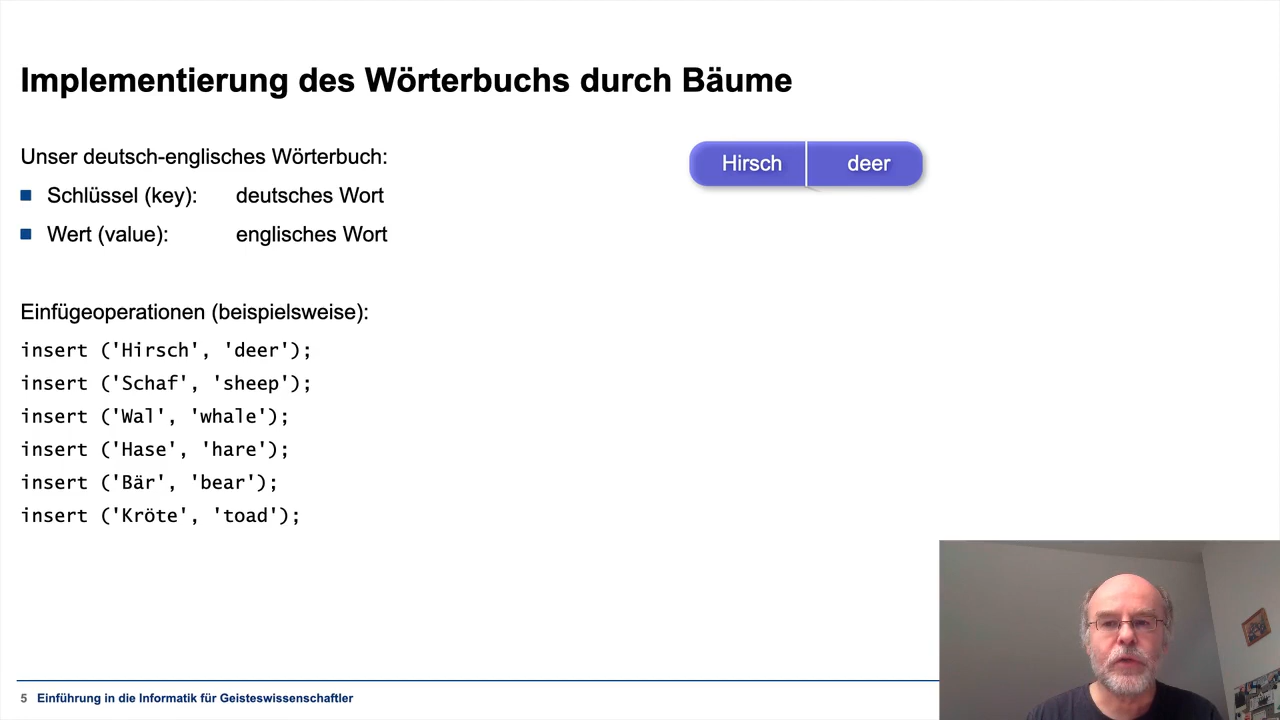 Implementierung des Wörterbuchs durch Bäume
Unser deutsch-englisches Wörterbuch:
Schlüssel (key): deutsches Wort
Wert (value): englisches Wort
Einfügeoperationen (beispielsweise):
insert ('Hirsch', 'deer');
insert ('Schaf', 'sheep');
insert ('Wal', 'whale');
insert ('Hase', 'hare');
insert ('Bär', 'bear');
insert ('Kröte', 'toad');
Hirsch deer
5 Einführung in die Informatik für Geisteswissenschaftler